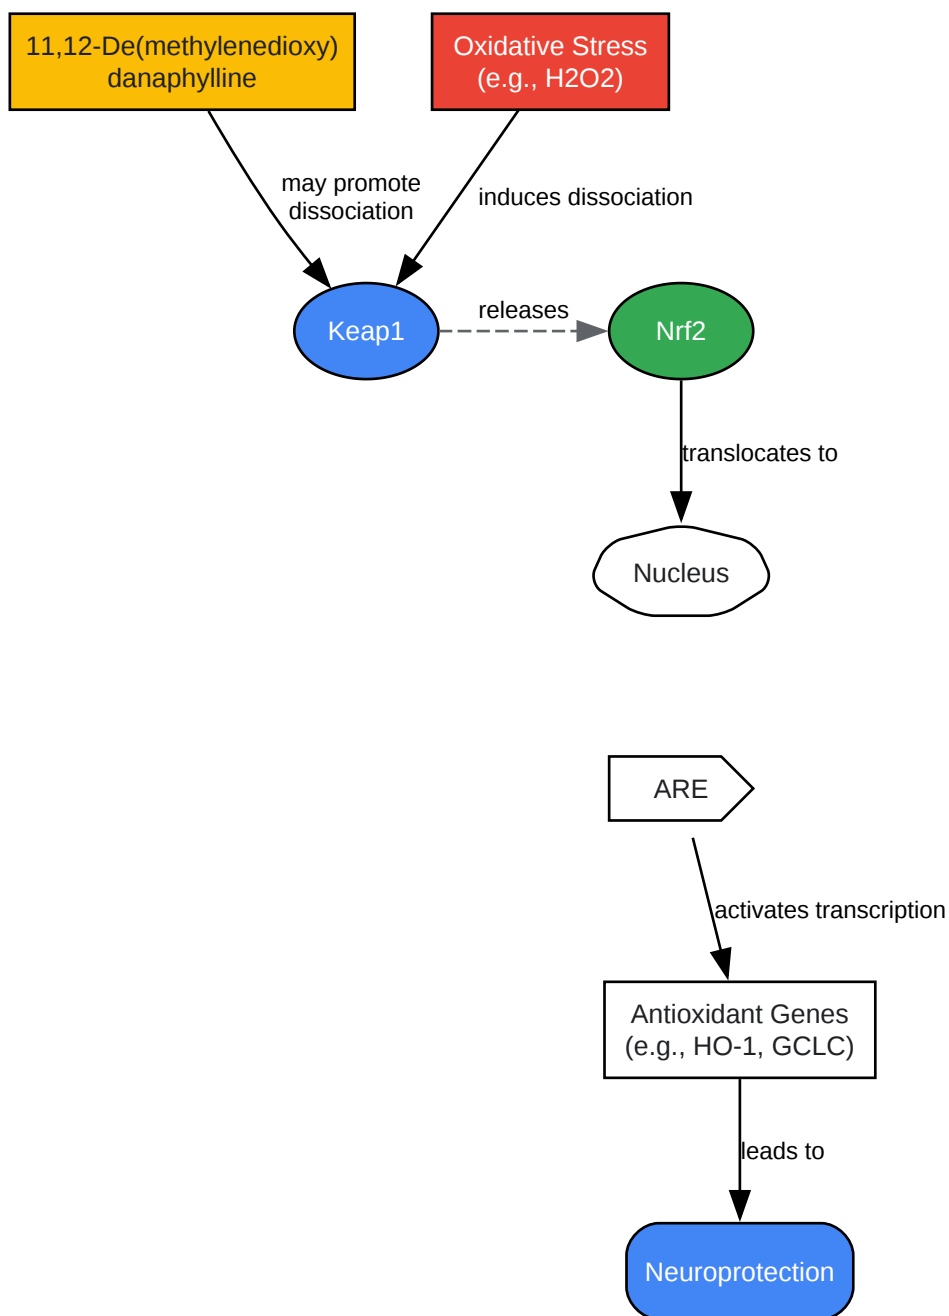 11,12-De(methylenedioxy)
danaphylline
Oxidative Stress
(e.g., H2O2)
may promote
dissociation
induces dissociation
Keap1
releases
Nrf2
translocates to
Nucleus
ARE
activates transcription
Antioxidant Genes
(e.g., HO-1, GCLC)
leads to
Neuroprotection